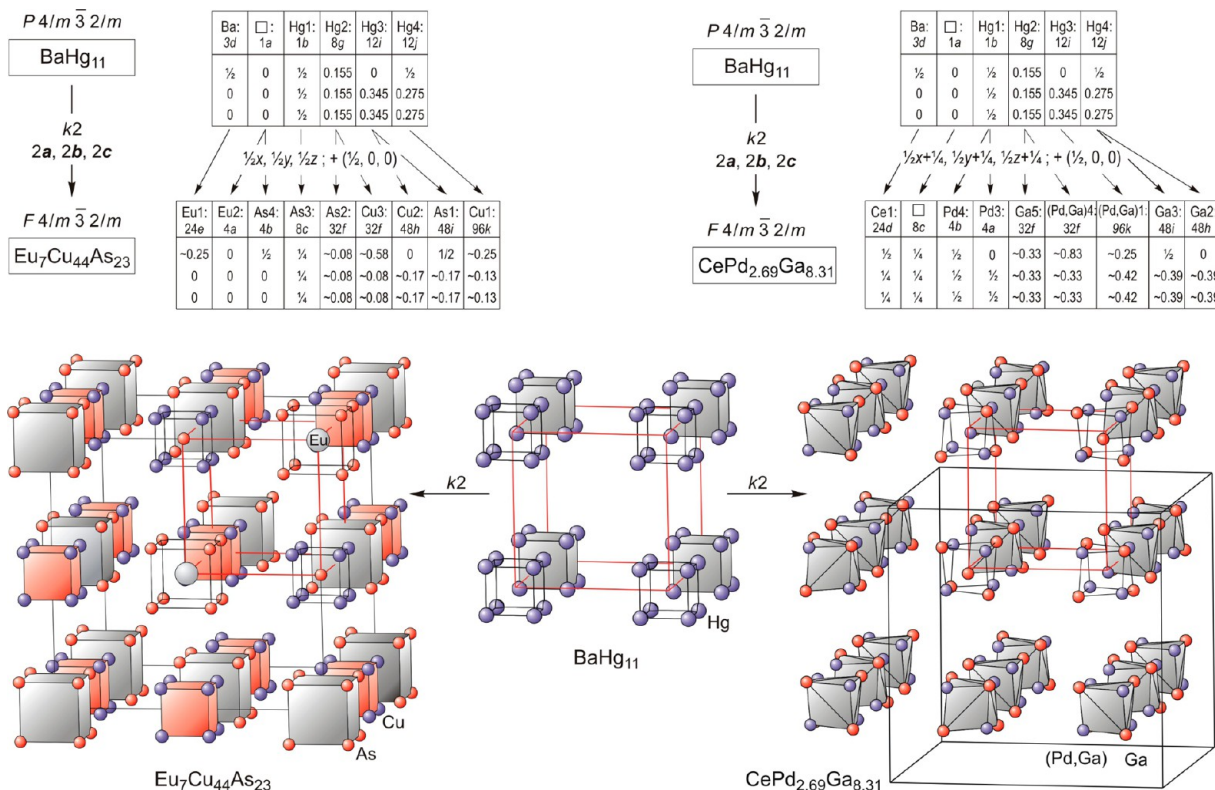 P 4/m 3̅ 2/m
BaHg₁₁
k2
2a, 2b, 2c
F 4/m 3̅ 2/m
Eu₇Cu₄₄As₂₃
Ba: □: Hg1: Hg2: Hg3: Hg4:
3d 1a 1b 8g 12i 12j
½ 0 ½ 0.155 0 ½
0 0 ½ 0.155 0.345 0.275
0 0 ½ 0.155 0.345 0.275
½x, ½y, ½z ; + (½, 0, 0)
Eu1: Eu2: As4: As3: As2: Cu3: Cu2: As1: Cu1:
24e 4a 4b 8c 32f 32f 48h 48i 96k
~0.25 0 ½ ¼ ~0.08 ~0.58 0 1/2 ~0.25
0 0 0 ¼ ~0.08 ~0.08 ~0.17 ~0.17 ~0.13
0 0 0 ¼ ~0.08 ~0.08 ~0.17 ~0.17 ~0.13
P 4/m 3̅ 2/m
BaHg₁₁
k2
2a, 2b, 2c
F 4/m 3̅ 2/m
CePd₂.₆₉Ga₈.₃₁
Ba: □: Hg1: Hg2: Hg3: Hg4:
3d 1a 1b 8g 12i 12j
½ 0 ½ 0.155 0 ½
0 0 ½ 0.155 0.345 0.275
0 0 ½ 0.155 0.345 0.275
½x+¼, ½y+¼, ½z+¼ ; + (½, 0, 0)
Ce1: □ Pd4: Pd3: Ga5: (Pd,Ga)4: (Pd,Ga)1: Ga3: Ga2:
24d 8c 4b 4a 32f 32f 96k 48i 48h
½ ¼ ½ 0 ~0.33 ~0.83 ~0.25 ½ 0
¼ ¼ ½ ½ ~0.33 ~0.33 ~0.42 ~0.39 ~0.39
¼ ¼ ½ ½ ~0.33 ~0.33 ~0.42 ~0.39 ~0.39
Eu
k2
k2
Hg
BaHg₁₁
Cu
As
Eu₇Cu₄₄As₂₃
(Pd,Ga) Ga
CePd₂.₆₉Ga₈.₃₁